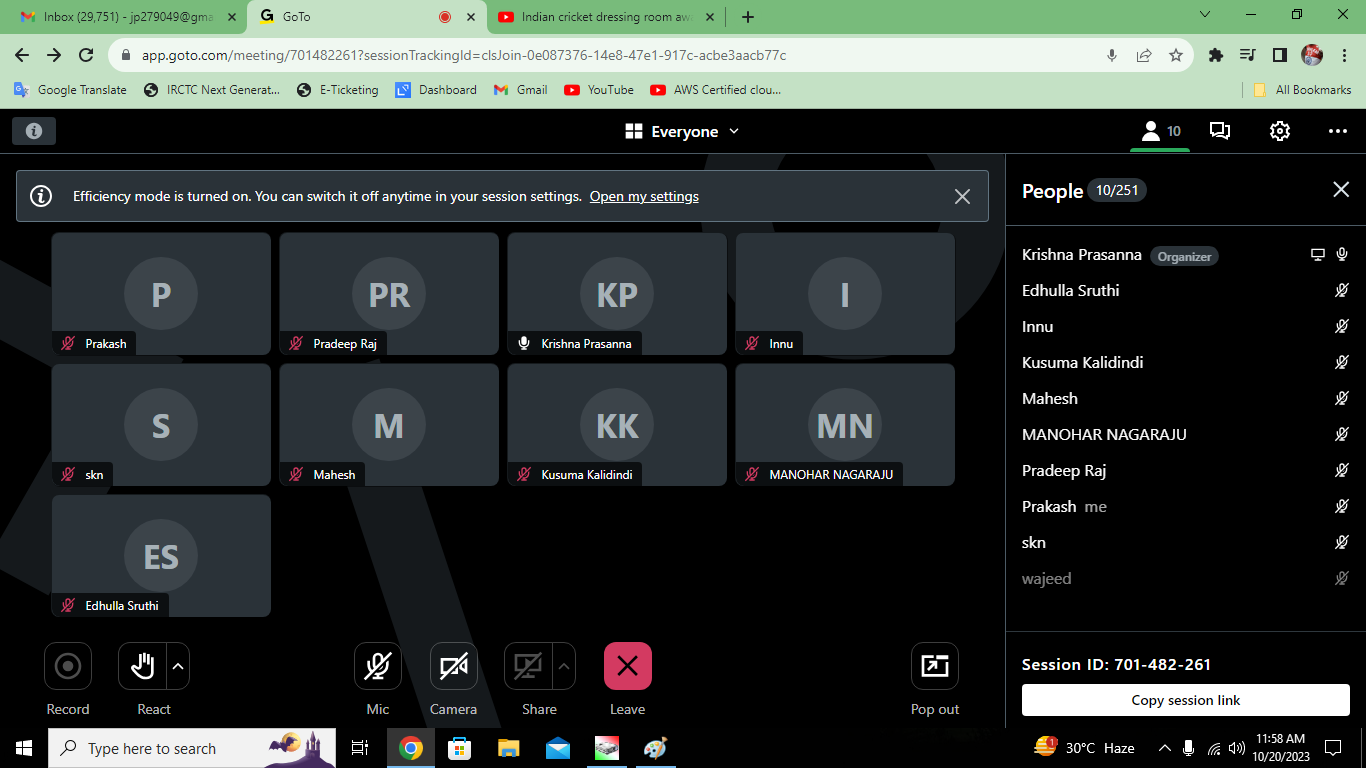 Inbox (29,751) - jp279049@gma
GoTo
Indian cricket dressing room aw
app.goto.com/meeting/701482261?sessionTrackingId=clsJoin-0e087376-14e8-47e1-917c-acbe3aacb77c
Google Translate
IRCTC Next Generat...
E-Ticketing
Dashboard
Gmail
YouTube
AWS Certified clou...
All Bookmarks
Everyone
10
Efficiency mode is turned on. You can switch it off anytime in your session settings. Open my settings
P
Prakash
PR
Pradeep Raj
KP
Krishna Prasanna
I
Innu
S
skn
M
Mahesh
KK
Kusuma Kalidindi
MN
MANOHAR NAGARAJU
ES
Edhulla Sruthi
People 10/251
Krishna Prasanna Organizer
Edhulla Sruthi
Innu
Kusuma Kalidindi
Mahesh
MANOHAR NAGARAJU
Pradeep Raj
Prakash me
skn
wajeed
Session ID: 701-482-261
Copy session link
Record
React
Mic
Camera
Share
Leave
Pop out
Type here to search
1
30°C Haze
11:58 AM
10/20/2023